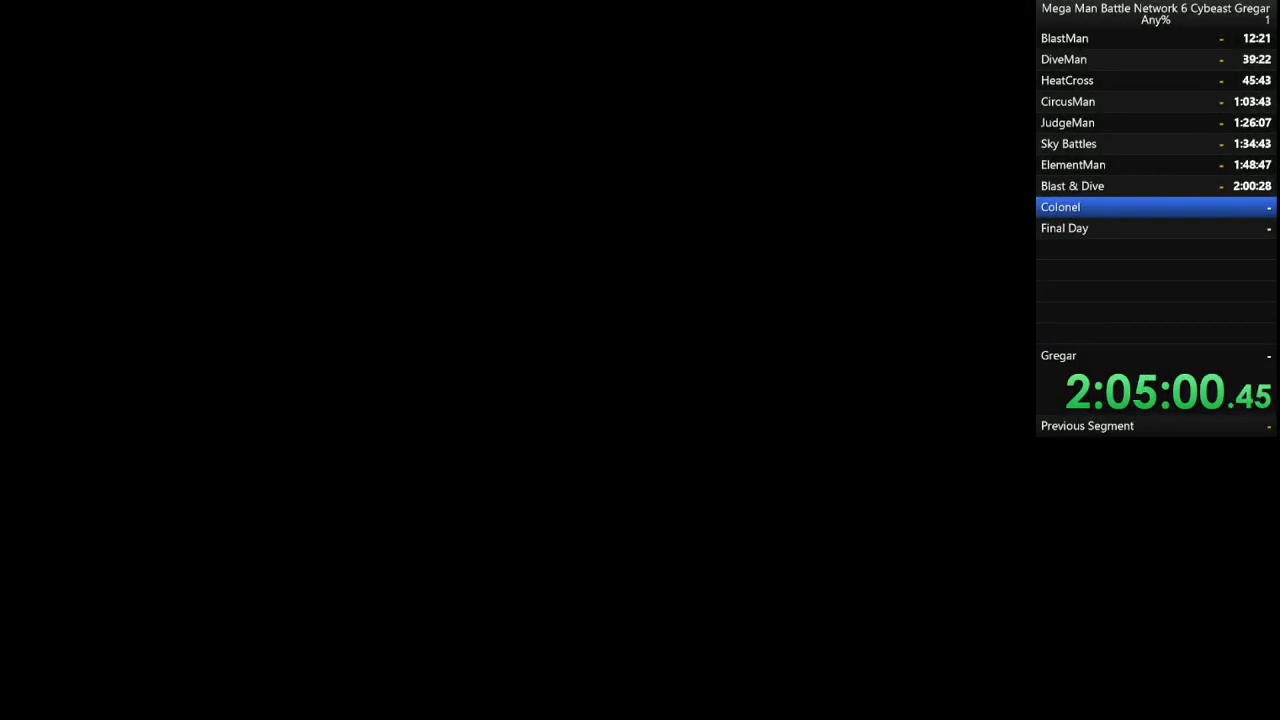 Mega Man Battle Network 6 Cybeast Gregar
Any% 1
BlastMan - 12:21
DiveMan - 39:22
HeatCross - 45:43
CircusMan - 1:03:43
JudgeMan - 1:26:07
Sky Battles - 1:34:43
ElementMan - 1:48:47
Blast & Dive - 2:00:28
Colonel -
Final Day -
Gregar -
2:05:00.45
Previous Segment -